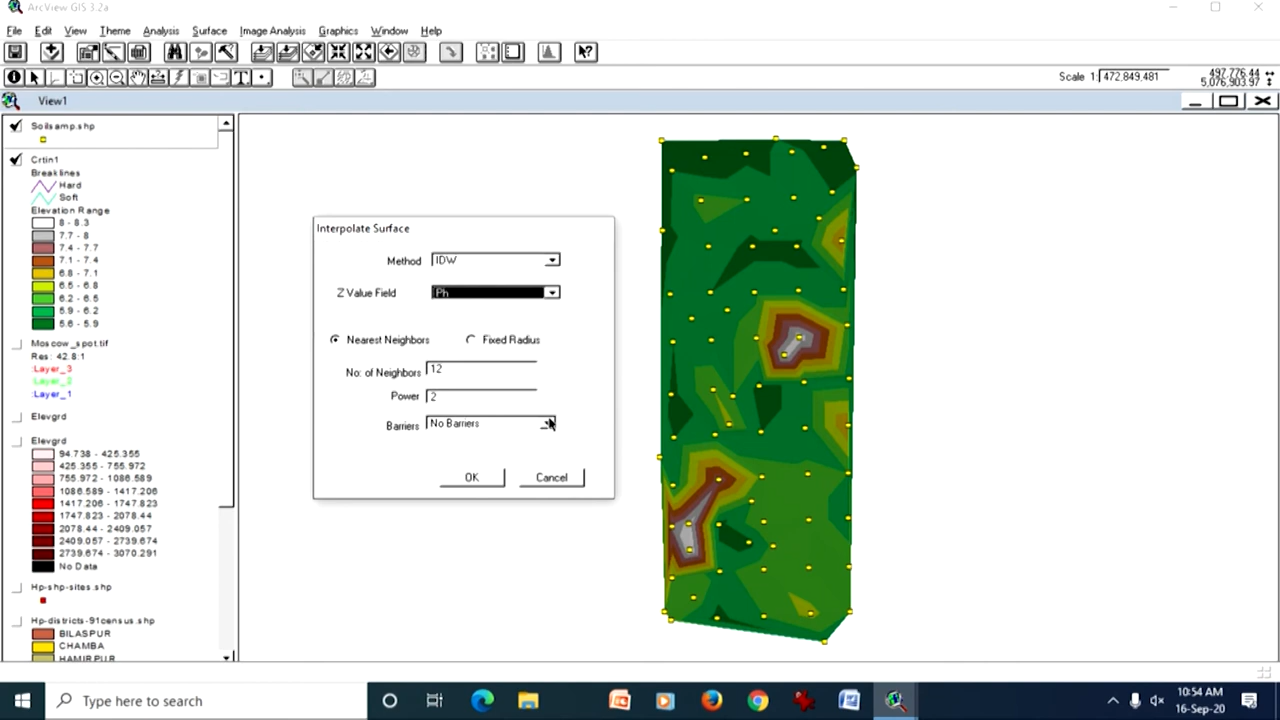 ArcView GIS 3.2a
File Edit View Theme Analysis Surface Image Analysis Graphics Window Help
Scale 1: 472,849,481
497,776.44
5,076,903.97
View1
Soilsamp.shp
Crtin1
Breaklines
Hard
Soft
Elevation Range
8 - 8.3
7.7 - 8
7.4 - 7.7
7.1 - 7.4
6.8 - 7.1
6.5 - 6.8
6.2 - 6.5
5.9 - 6.2
5.6 - 5.9
Moscow_spot.tif
Res: 42.8:1
:Layer_3
:Layer_2
:Layer_1
Elevgrd
Elevgrd
94.738 - 425.355
425.355 - 755.972
755.972 - 1086.589
1086.589 - 1417.206
1417.206 - 1747.823
1747.823 - 2078.44
2078.44 - 2409.057
2409.057 - 2739.674
2739.674 - 3070.291
No Data
Hp-shp-sites.shp
Hp-districts-91census.shp
BILASPUR
CHAMBA
HAMIRPUR
Interpolate Surface
Method IDW
Z Value Field Ph
Nearest Neighbors Fixed Radius
No: of Neighbors 12
Power 2
Barriers No Barriers
OK Cancel
Type here to search
10:54 AM
16-Sep-20